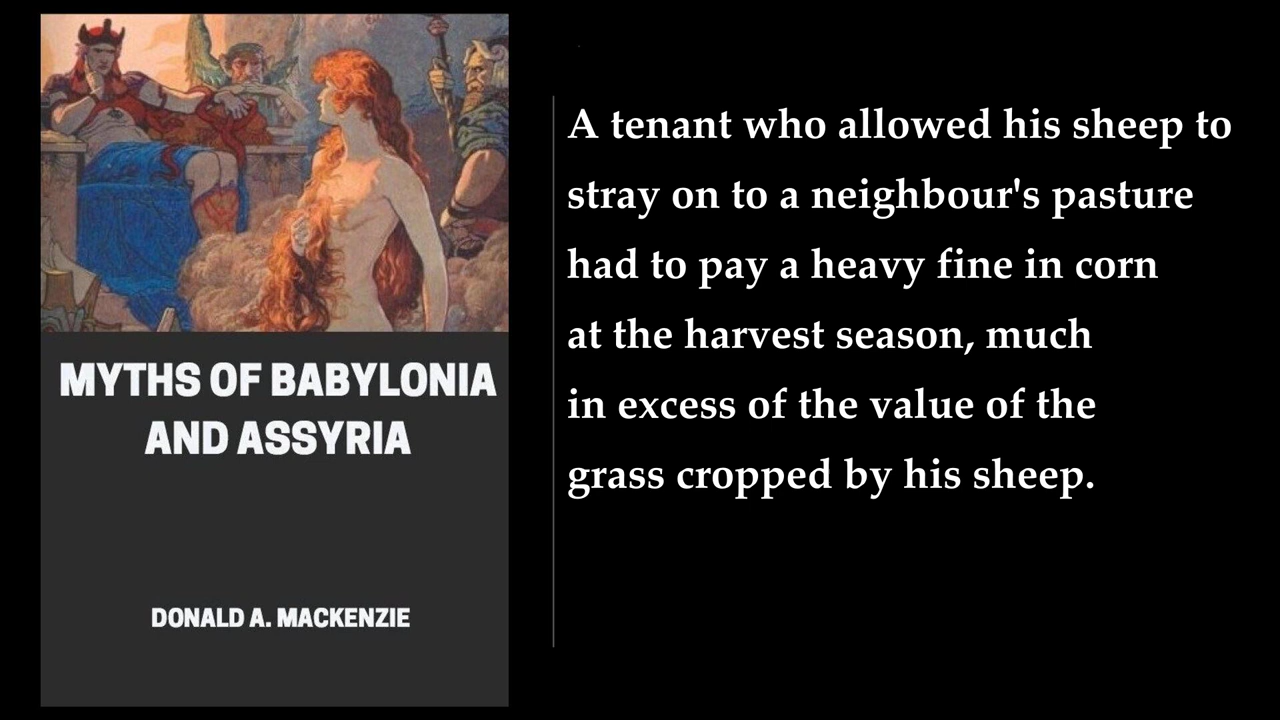 MYTHS OF BABYLONIA
AND ASSYRIA
DONALD A. MACKENZIE
A tenant who allowed his sheep to
stray on to a neighbour's pasture
had to pay a heavy fine in corn
at the harvest season, much
in excess of the value of the
grass cropped by his sheep.